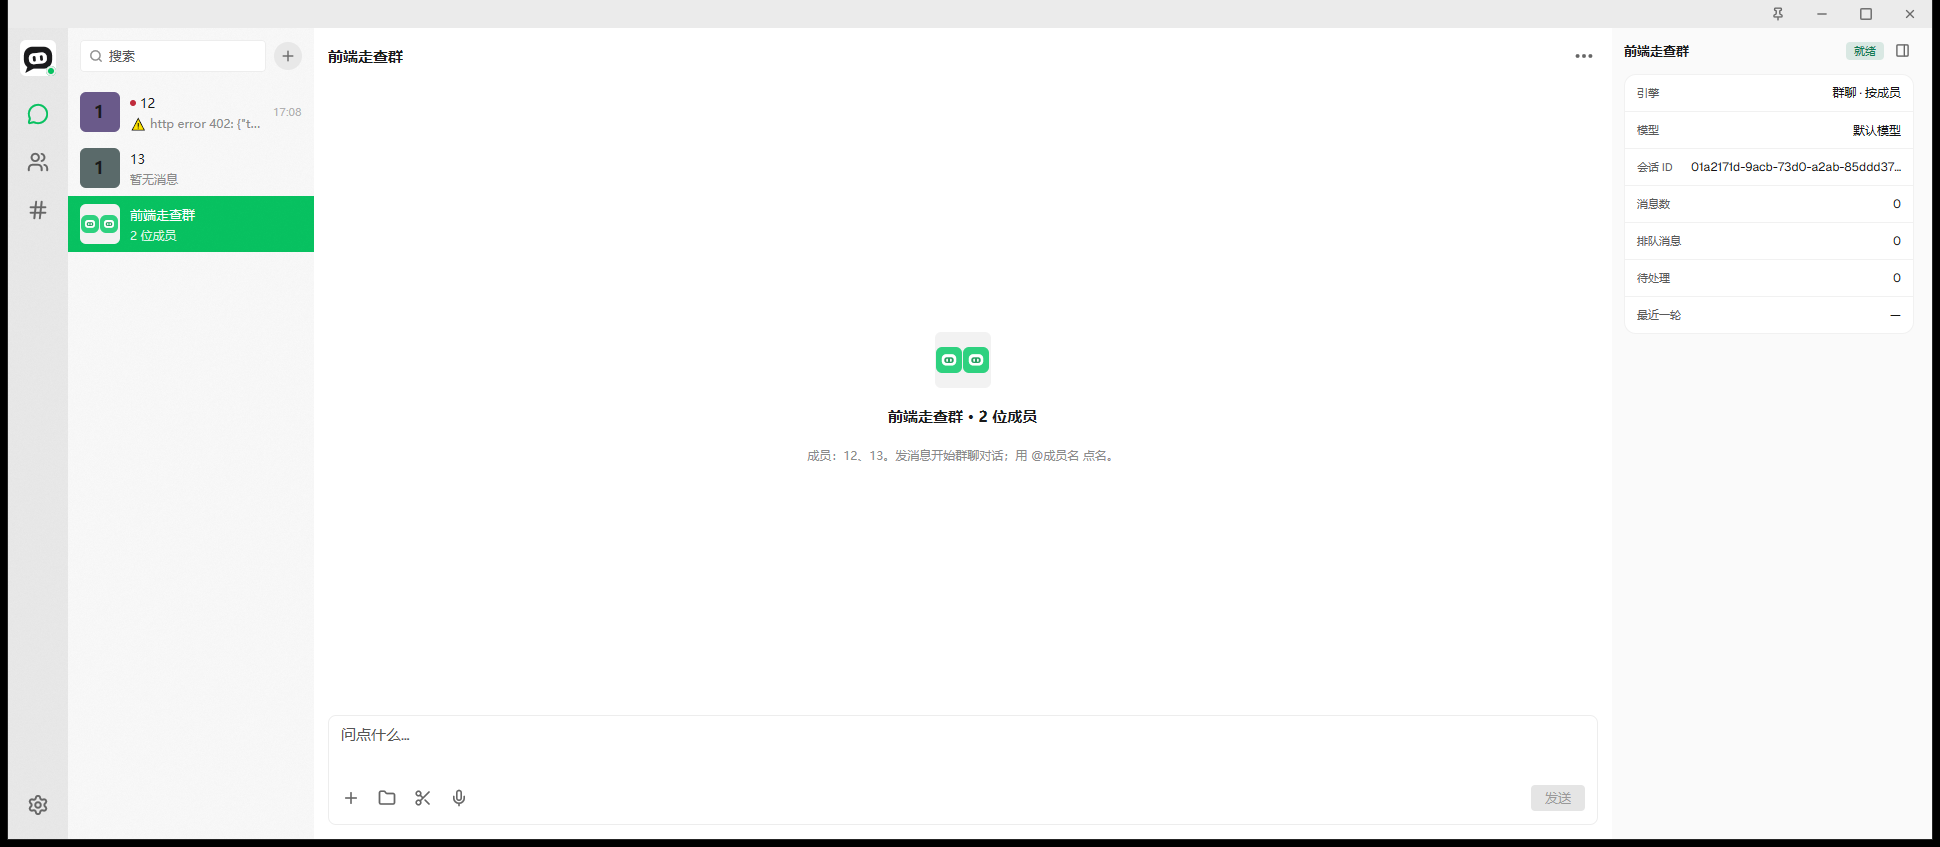 搜索
1
12
17:08
http error 402: {"t...
1
13
暂无消息
前端走查群
2 位成员
前端走查群
前端走查群 • 2 位成员
成员：12、13。发消息开始群聊对话；用 @成员名 点名。
问点什么...
发送
前端走查群
就绪
引擎
群聊 · 按成员
模型
默认模型
会话 ID
01a2171d-9acb-73d0-a2ab-85ddd37...
消息数
0
排队消息
0
待处理
0
最近一轮
—